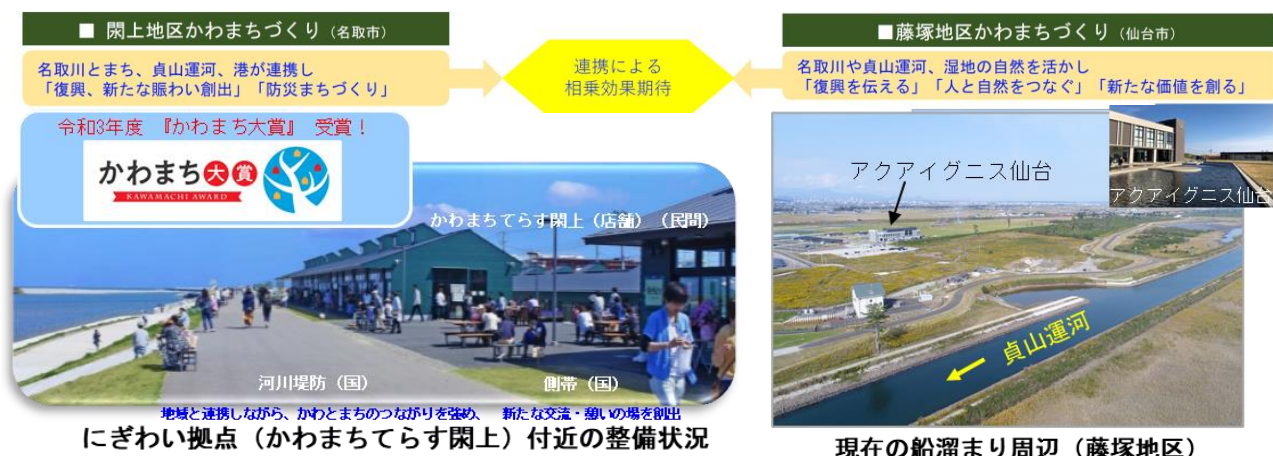 ■ 閖上地区かわまちづくり（名取市）
名取川とまち、貞山運河、港が連携し
「復興、新たな賑わい創出」「防災まちづくり」
連携による
相乗効果期待
■藤塚地区かわまちづくり（仙台市）
名取川や貞山運河、湿地の自然を活かし
「復興を伝える」「人と自然をつなぐ」「新たな価値を創る」
令和3年度 『かわまち大賞』 受賞！
かわまち大賞
KAWAMACHI AWARD
かわまちてらす閖上（店舗）（民間）
河川堤防（国）
側帯（国）
地域と連携しながら、かわとまちのつながりを強め、 新たな交流・憩いの場を創出
にぎわい拠点（かわまちてらす閖上）付近の整備状況
アクアイグニス仙台
アクアイグニス仙台
貞山運河
現在の船溜まり周辺（藤塚地区）